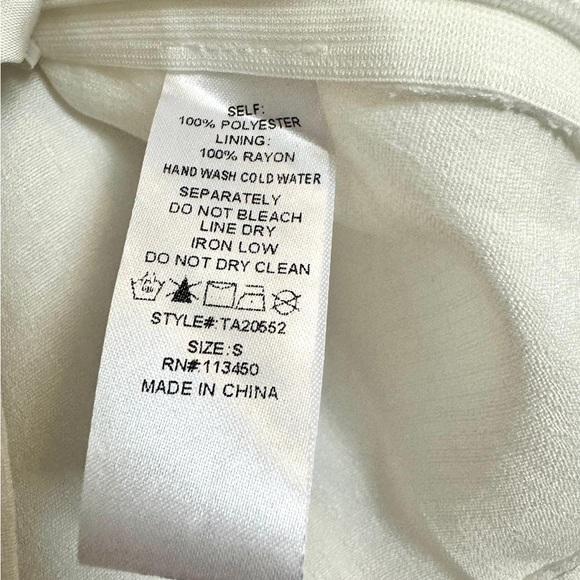 SELF:
100% POLYESTER
LINING:
100% RAYON
HAND WASH COLD WATER
SEPARATELY
DO NOT BLEACH
LINE DRY
IRON LOW
DO NOT DRY CLEAN
STYLE#:TA20552
SIZE:S
RN#:113450
MADE IN CHINA